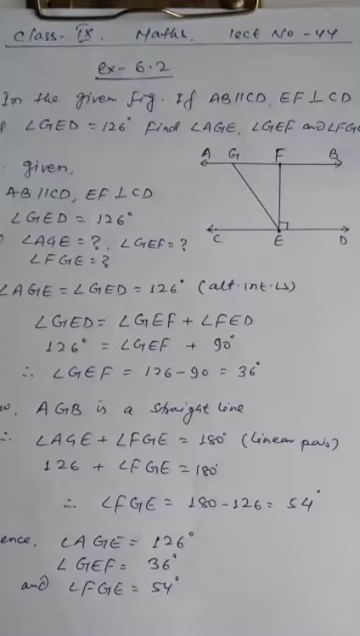 Class - IX. Maths. lect No - 44
Ex - 6.2
In the given fig. If AB||CD, EF ⊥ CD
∠GED = 126° find ∠AGE, ∠GEF and ∠FGE
given,
AB||CD, EF ⊥ CD
∠GED = 126°
∠AGE = ?, ∠GEF = ?
∠FGE = ?
A G F B
C E D
∠AGE = ∠GED = 126° (alt. int. ∠s)
∠GED = ∠GEF + ∠FED
126° = ∠GEF + 90°
∴ ∠GEF = 126 - 90 = 36°
AGB is a straight line
∴ ∠AGE + ∠FGE = 180° (linear pair)
126 + ∠FGE = 180°
∴ ∠FGE = 180 - 126 = 54°
ence, ∠AGE = 126°
∠GEF = 36°
and ∠FGE = 54°